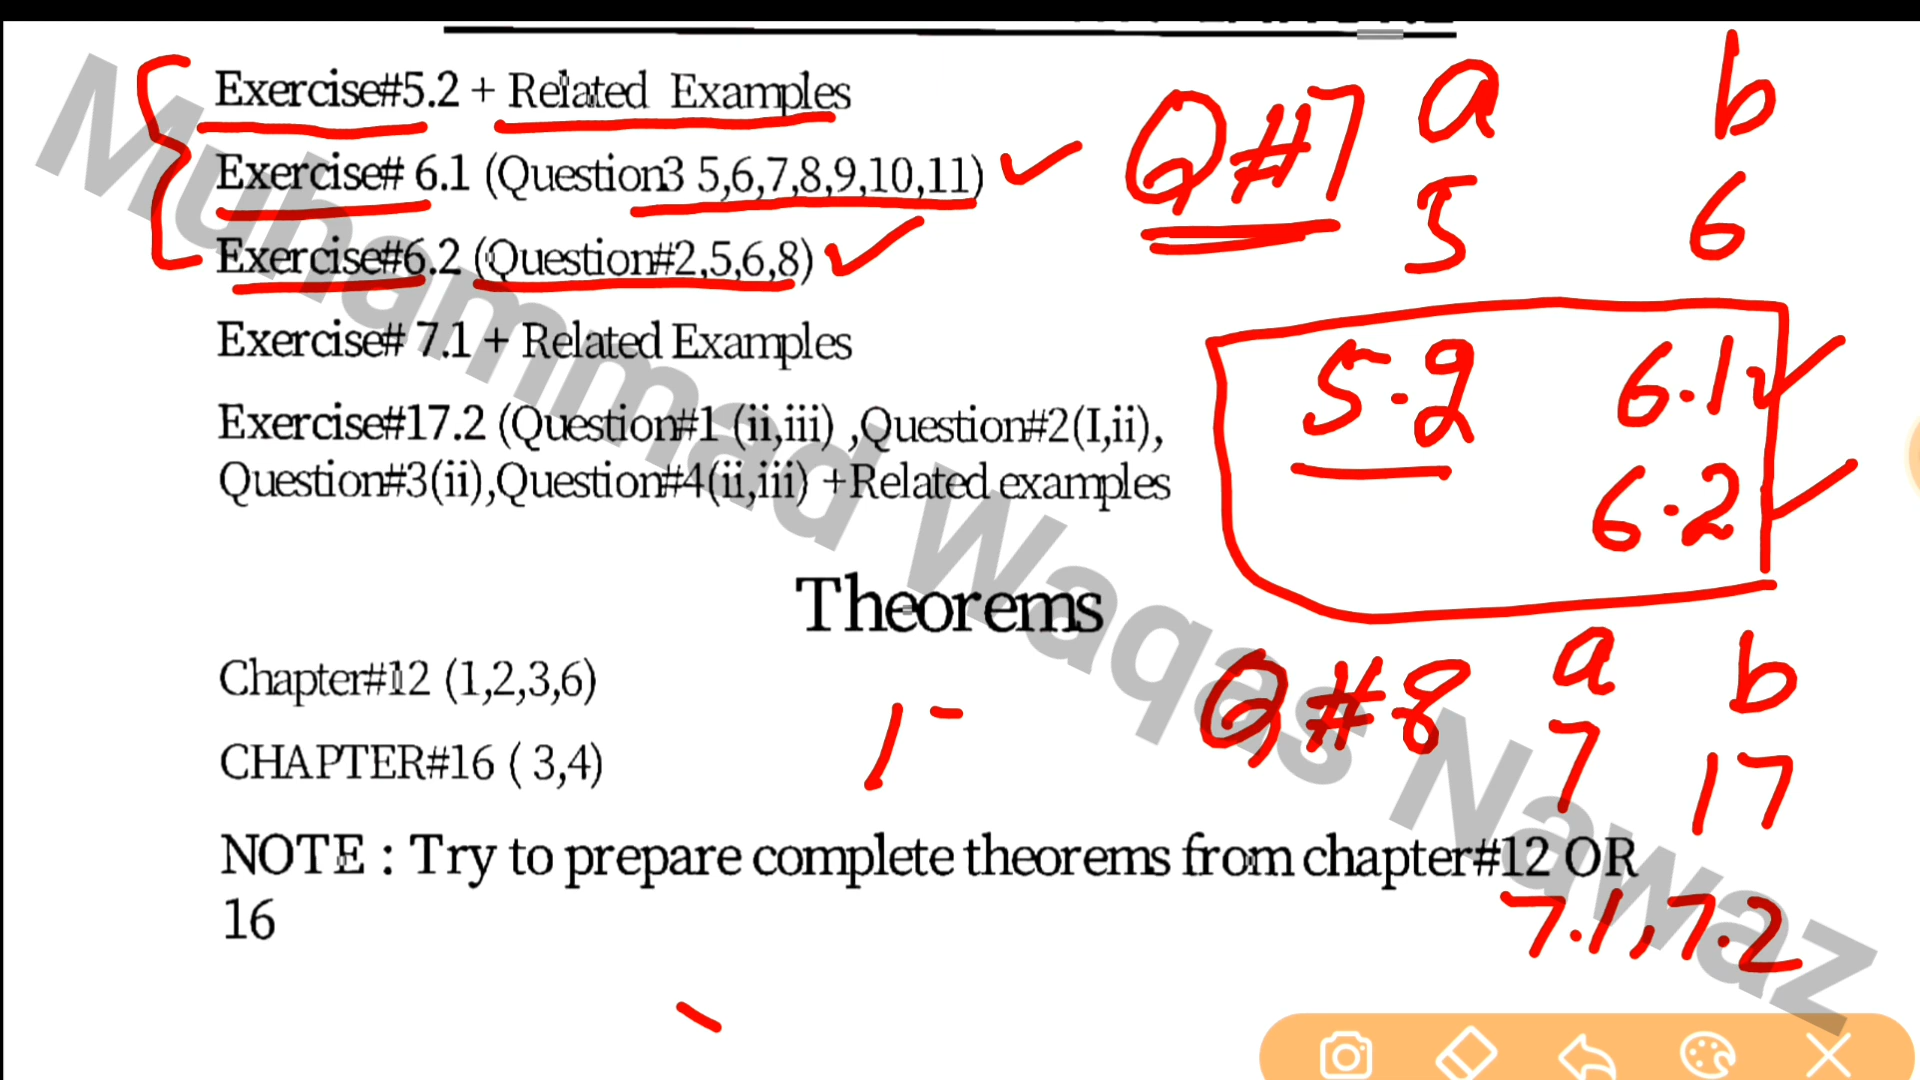 Exercise#5.2 + Related Examples
Exercise# 6.1 (Question3 5,6,7,8,9,10,11)
Exercise#6.2 (Question#2,5,6,8)
Exercise# 7.1 + Related Examples
Exercise#17.2 (Question#1 (ii,iii) ,Question#2(I,ii),
Question#3(ii),Question#4(ii,iii) +Related examples
Q#7 a b
5 6
5.2 6.1
6.2
Theorems
Chapter#12 (1,2,3,6)
CHAPTER#16 ( 3,4)
Q#8 a b
7 17
NOTE : Try to prepare complete theorems from chapter#12 OR
16
7.1, 7.2
Muhammad Waqas Nawaz